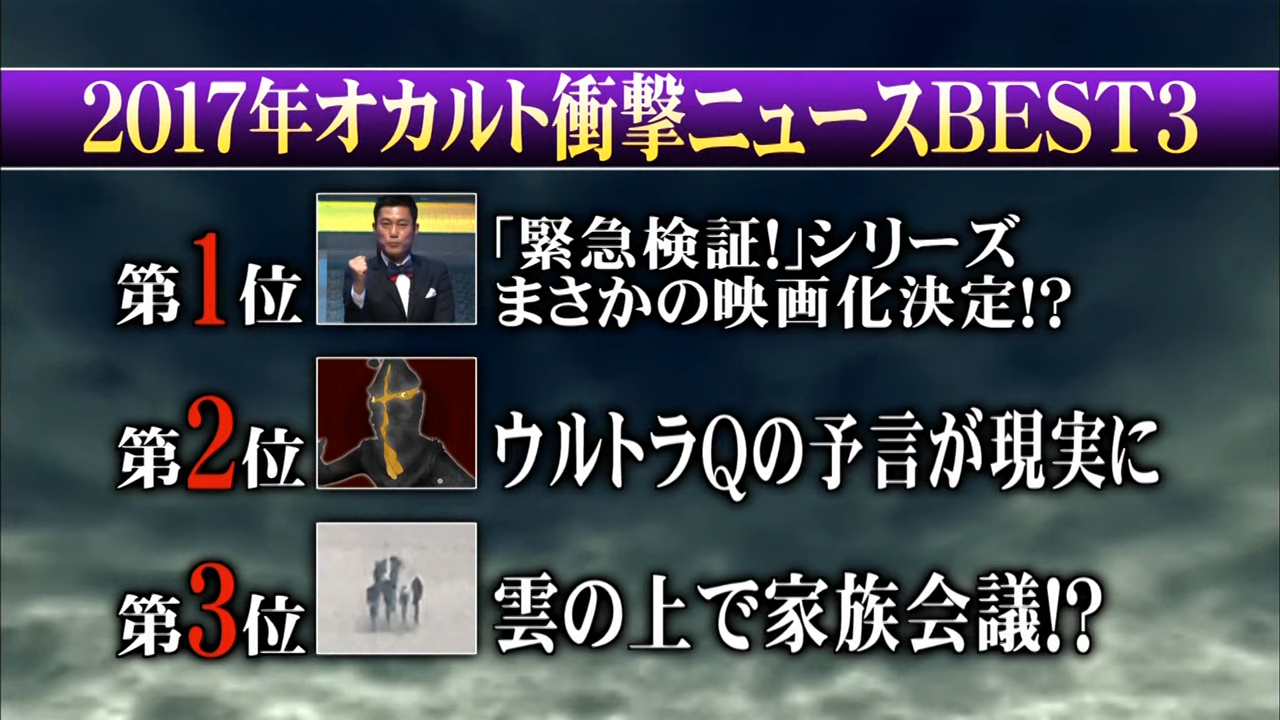 2017年オカルト衝撃ニュースBEST3
第1位
「緊急検証!」シリーズ
まさかの映画化決定!?
第2位
ウルトラQの予言が現実に
第3位
雲の上で家族会議!?